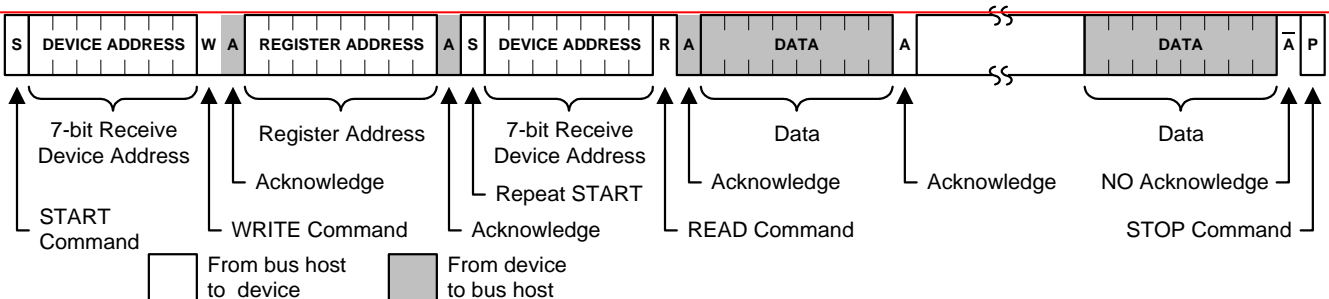 S DEVICE ADDRESS W A REGISTER ADDRESS A S DEVICE ADDRESS R A DATA A DATA A̅ P
7-bit Receive
Device Address
Register Address
7-bit Receive
Device Address
Data
Data
Acknowledge
Repeat START
Acknowledge
Acknowledge
NO Acknowledge
START
Command
WRITE Command
Acknowledge
READ Command
STOP Command
From bus host
to device
From device
to bus host